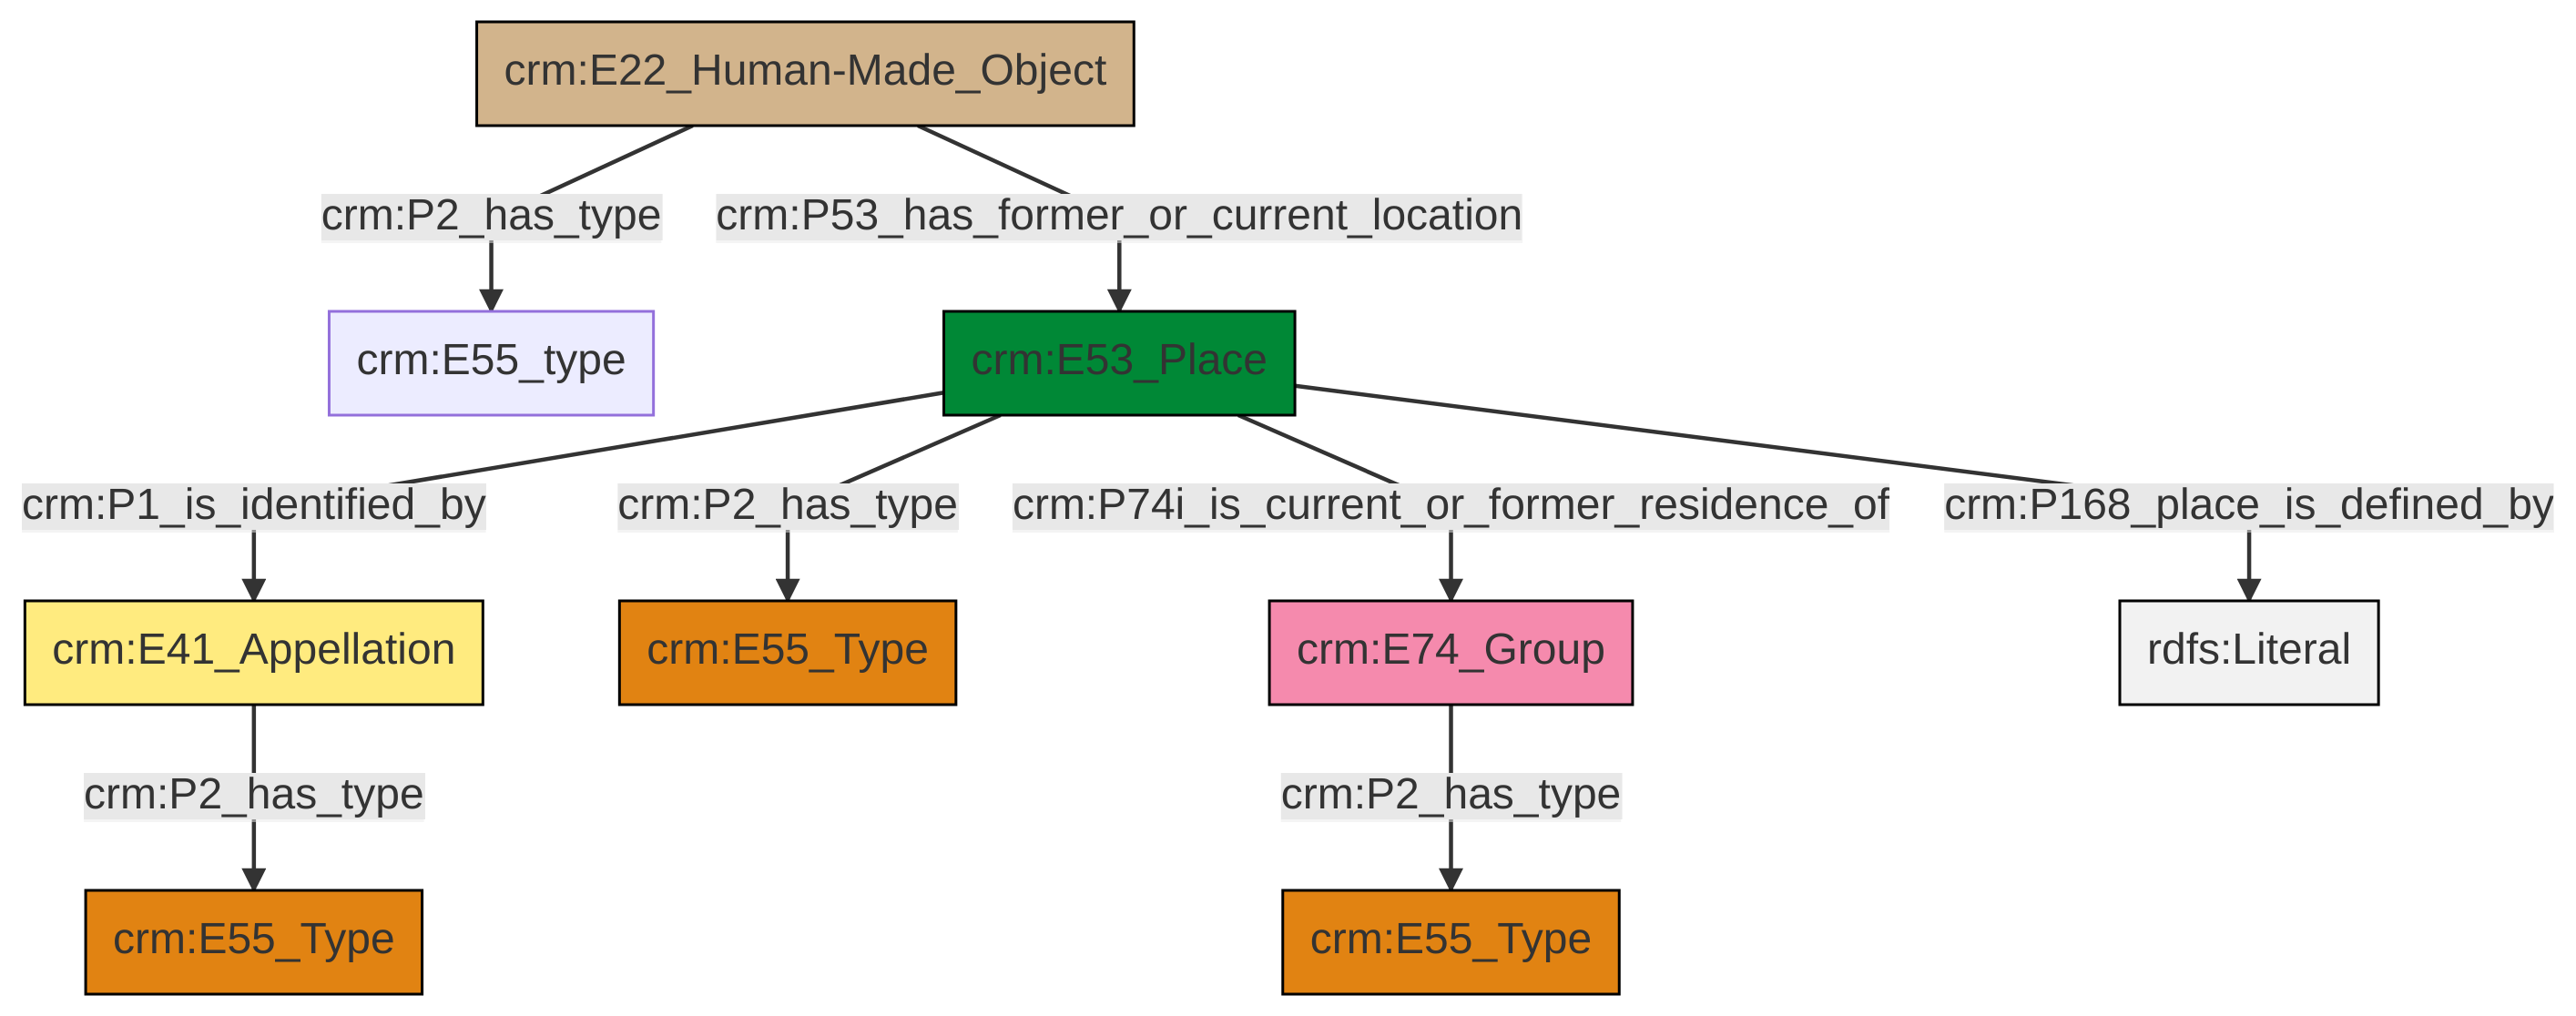 crm:E22_Human-Made_Object
crm:P2_has_type
crm:P53_has_former_or_current_location
crm:E55_type
crm:E53_Place
crm:P1_is_identified_by
crm:P2_has_type
crm:P74i_is_current_or_former_residence_of
crm:P168_place_is_defined_by
crm:E41_Appellation
crm:E55_Type
crm:E74_Group
rdfs:Literal
crm:P2_has_type
crm:P2_has_type
crm:E55_Type
crm:E55_Type